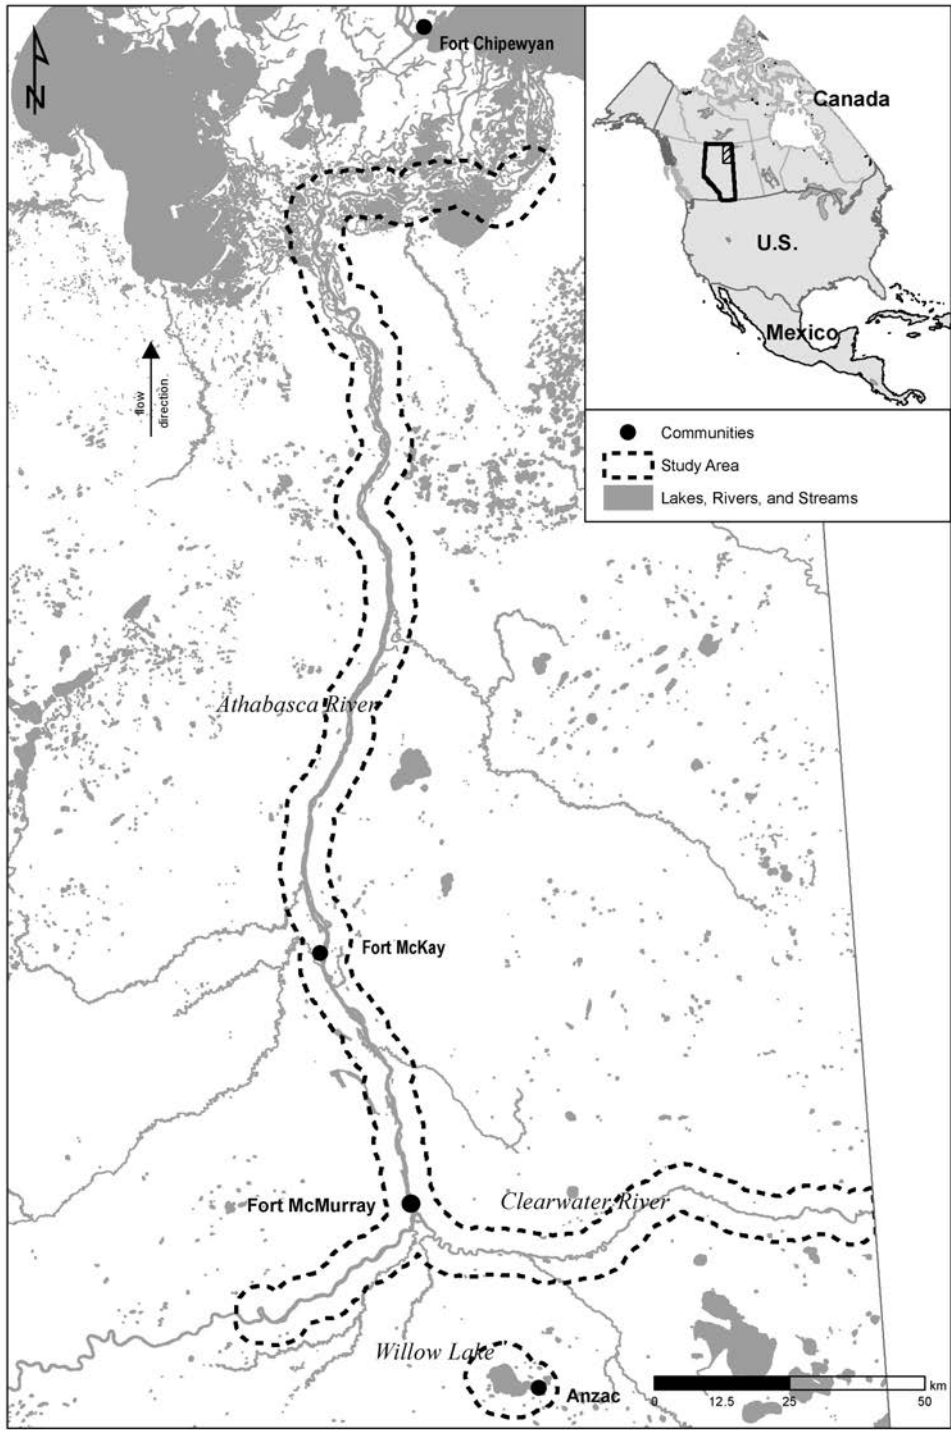 Fort Chipewyan
N
Canada
U.S.
Mexico
flow
direction
Communities
Study Area
Lakes, Rivers, and Streams
Athabasca River
Fort McKay
Fort McMurray
Clearwater River
Willow Lake
Anzac
km
0 12.5 25 50